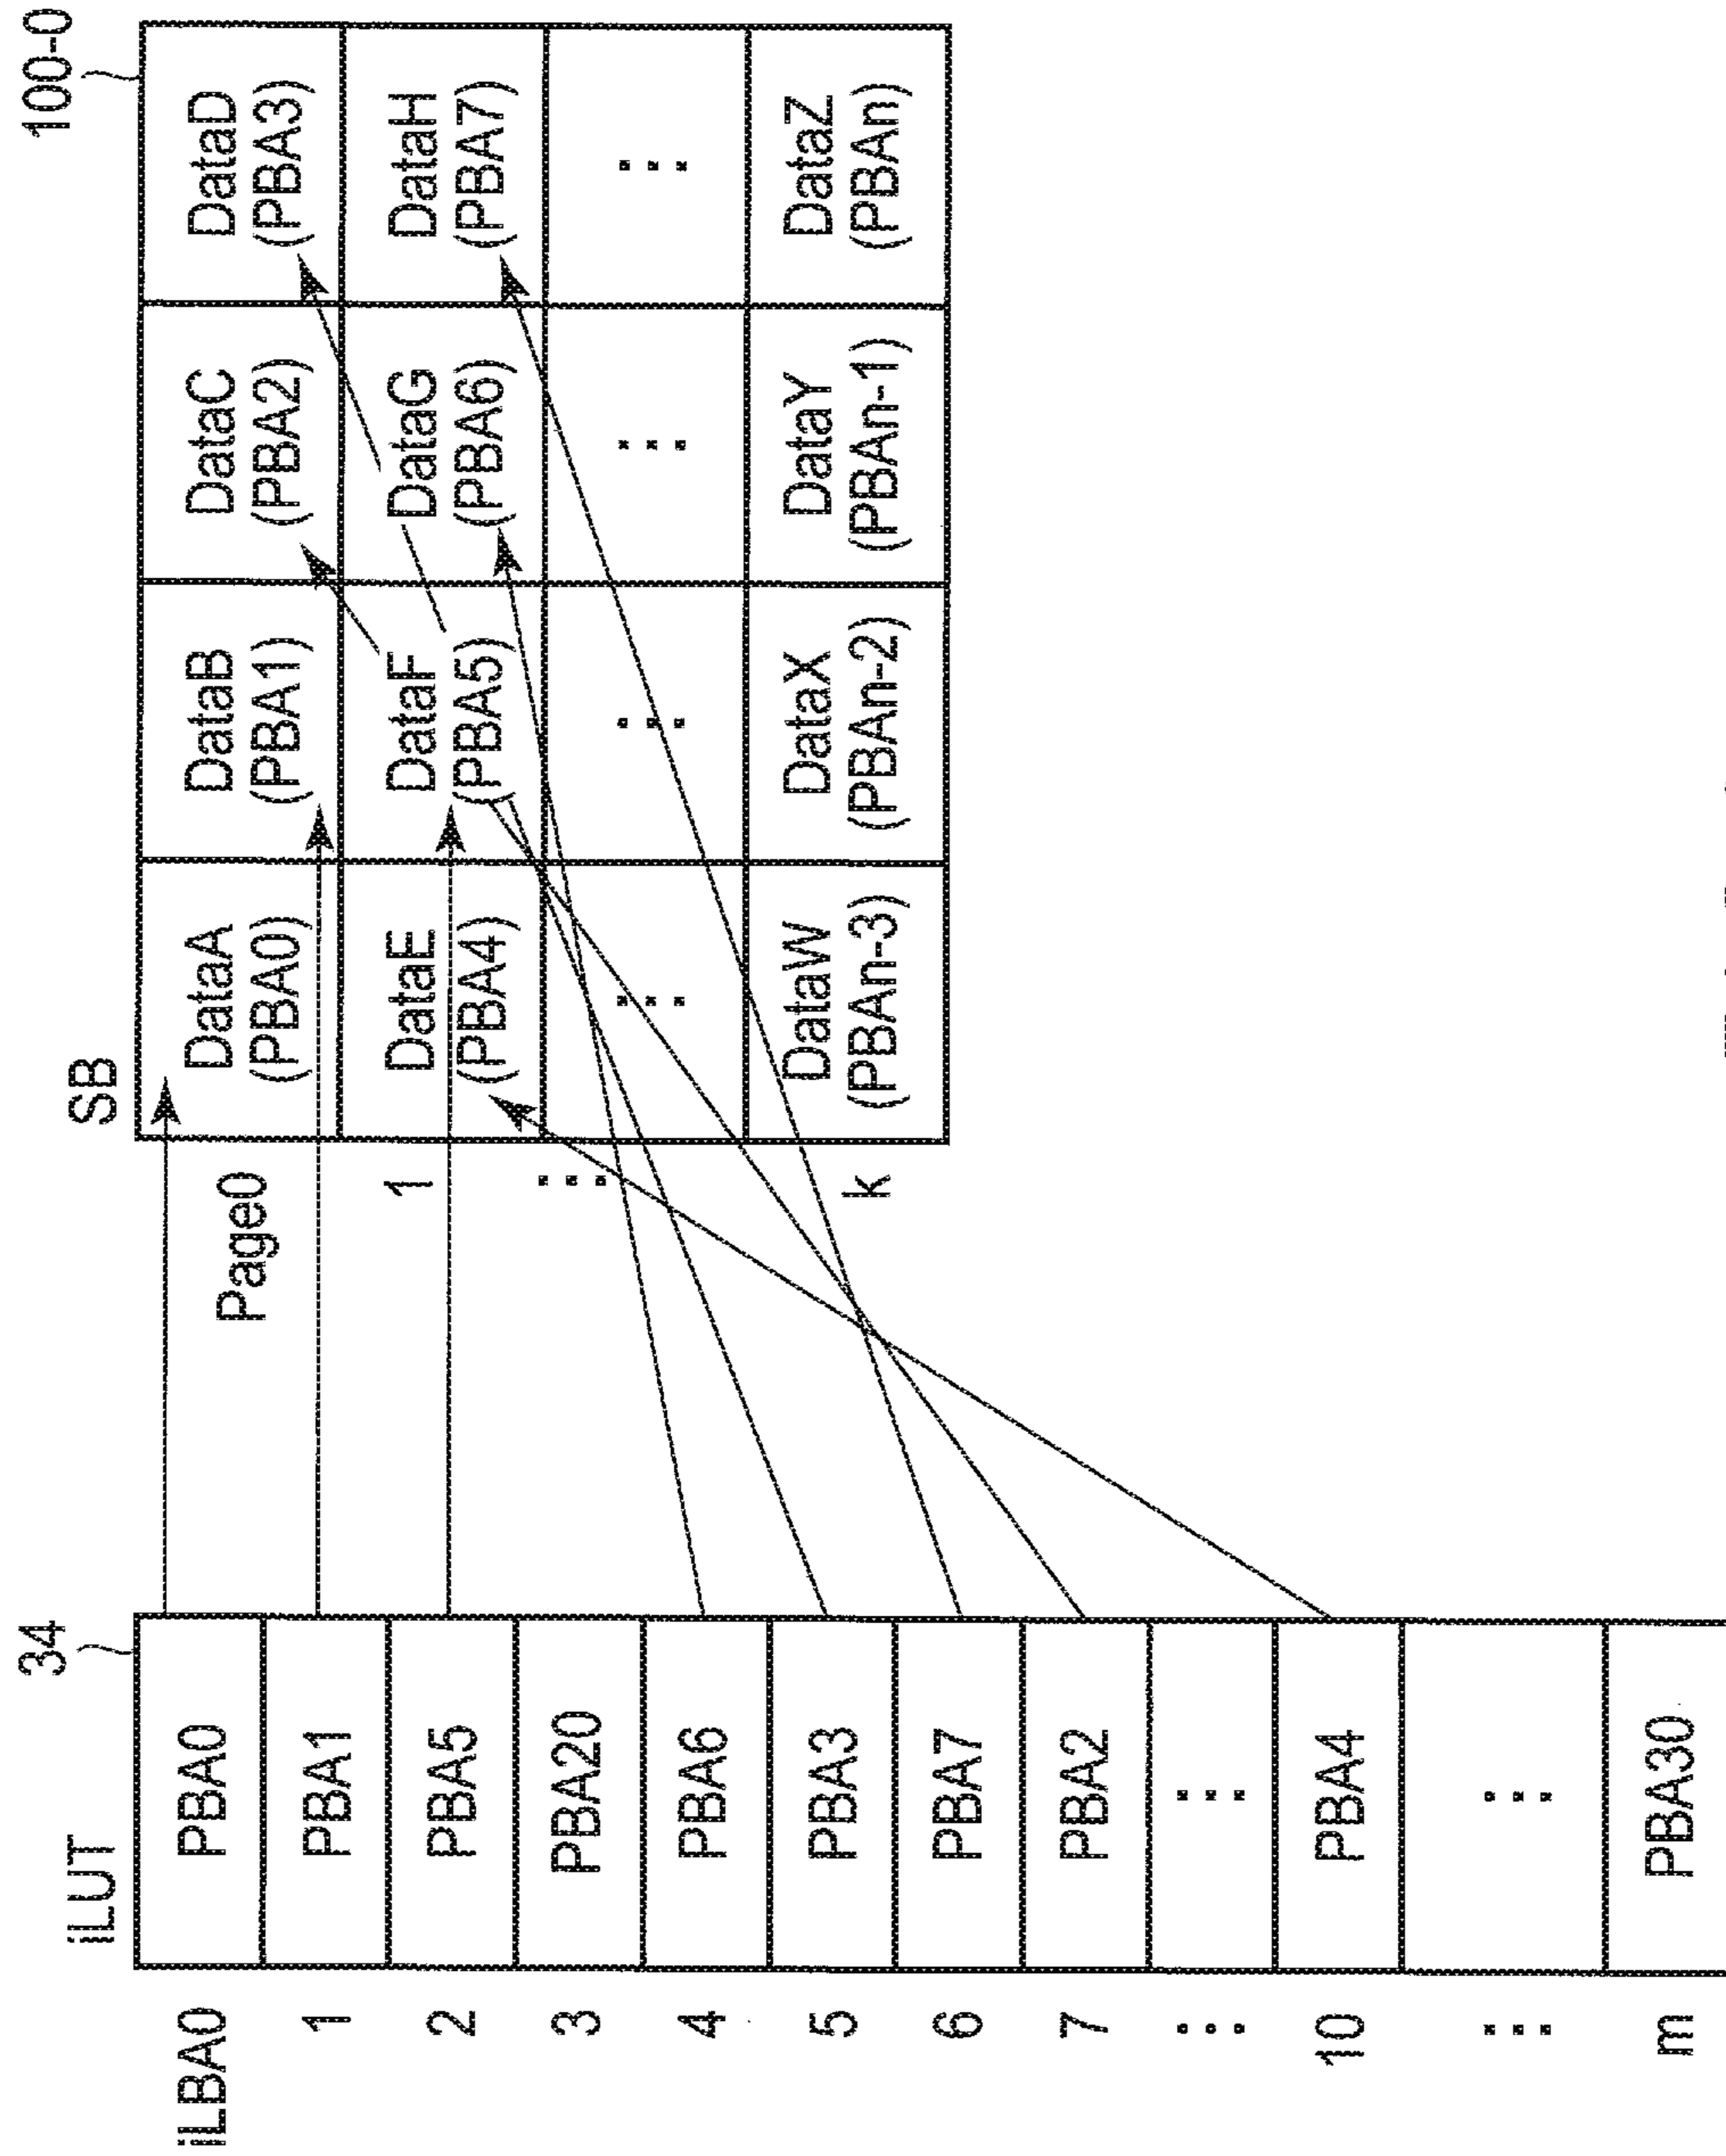 iLUT
34
iLBA0 PBA0
1 PBA1
2 PBA5
3 PBA20
4 PBA6
5 PBA3
6 PBA7
7 PBA2
10 PBA4
m PBA30
SB
100-0
Page0
DataA
(PBA0)
DataB
(PBA1)
DataC
(PBA2)
DataD
(PBA3)
1
DataE
(PBA4)
DataF
(PBA5)
DataG
(PBA6)
DataH
(PBA7)
k
DataW
(PBAn-3)
DataX
(PBAn-2)
DataY
(PBAn-1)
DataZ
(PBAn)